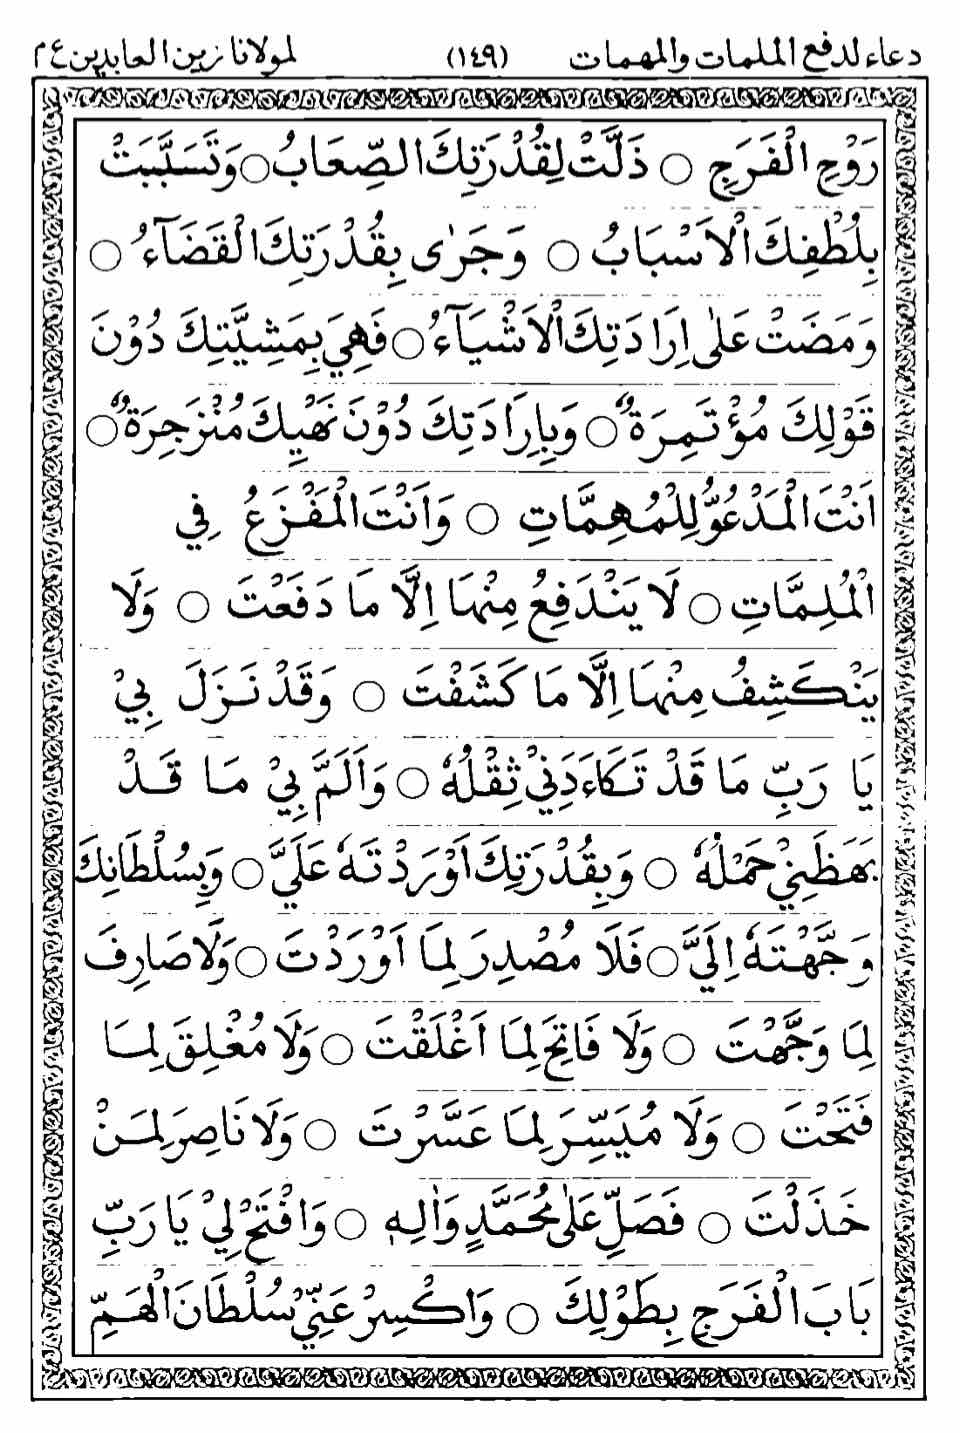 دعاء لدفع الملمات والمهمات (١٤٩) لمولانا زين العابدين ع م
رَوْحِ الْفَرَجِ ○ ذَلَّتْ لِقُدْرَتِكَ الصِّعَابُ ○ وَتَسَبَّبَتْ
بِلُطْفِكَ الْاَسْبَابُ ○ وَجَرٰى بِقُدْرَتِكَ الْقَضَآءُ ○
وَمَضَتْ عَلٰى اِرَادَتِكَ الْاَشْيَآءُ ○ فَهِيَ بِمَشِيَّتِكَ دُوْنَ
قَوْلِكَ مُؤْتَمِرَةٌ ○ وَبِاِرَادَتِكَ دُوْنَ نَهْيِكَ مُنْزَجِرَةٌ ○
اَنْتَ الْمَدْعُوُّ لِلْمُهِمَّاتِ ○ وَاَنْتَ الْمَفْزَعُ فِي
الْمُلِمَّاتِ ○ لَا يَنْدَفِعُ مِنْهَا اِلَّا مَا دَفَعْتَ ○ وَلَا
يَنْكَشِفُ مِنْهَا اِلَّا مَا كَشَفْتَ ○ وَقَدْ نَزَلَ بِيْ
يَا رَبِّ مَا قَدْ تَكَاءَدَنِيْ ثِقْلُهٗ ○ وَاَلَمَّ بِيْ مَا قَدْ
بَهَظَنِيْ حَمْلُهٗ ○ وَبِقُدْرَتِكَ اَوْرَدْتَهٗ عَلَيَّ ○ وَبِسُلْطَانِكَ
وَجَّهْتَهٗ اِلَيَّ ○ فَلَا مُصْدِرَ لِمَا اَوْرَدْتَ ○ وَلَا صَارِفَ
لِمَا وَجَّهْتَ ○ وَلَا فَاتِحَ لِمَا اَغْلَقْتَ ○ وَلَا مُغْلِقَ لِمَا
فَتَحْتَ ○ وَلَا مُيَسِّرَ لِمَا عَسَّرْتَ ○ وَلَا نَاصِرَ لِمَنْ
خَذَلْتَ ○ فَصَلِّ عَلٰى مُحَمَّدٍ وَاٰلِهٖ ○ وَافْتَحْ لِيْ يَا رَبِّ
بَابَ الْفَرَجِ بِطَوْلِكَ ○ وَاكْسِرْ عَنِّيْ سُلْطَانَ الْهَمِّ